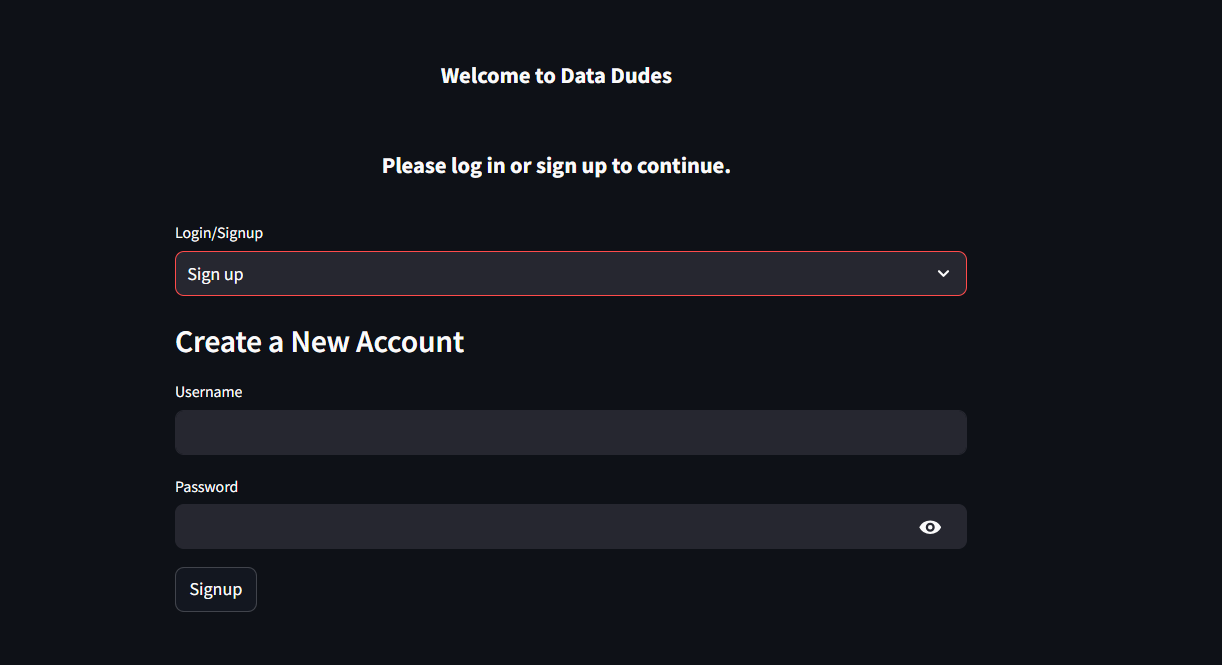 Welcome to Data Dudes
Please log in or sign up to continue.
Login/Signup
Sign up
Create a New Account
Username
Password
Signup